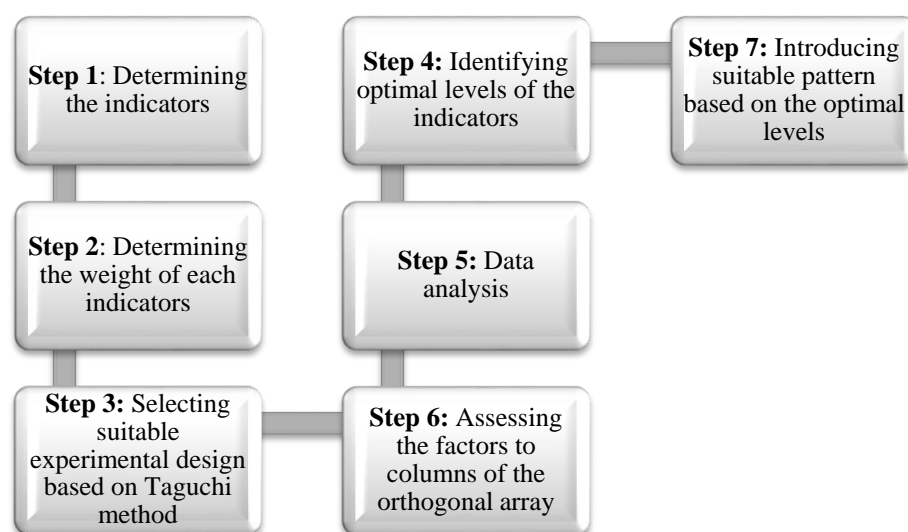 Step 1: Determining
the indicators
Step 2: Determining
the weight of each
indicators
Step 3: Selecting
suitable
experimental design
based on Taguchi
method
Step 4: Identifying
optimal levels of the
indicators
Step 5: Data
analysis
Step 6: Assessing
the factors to
columns of the
orthogonal array
Step 7: Introducing
suitable pattern
based on the optimal
levels